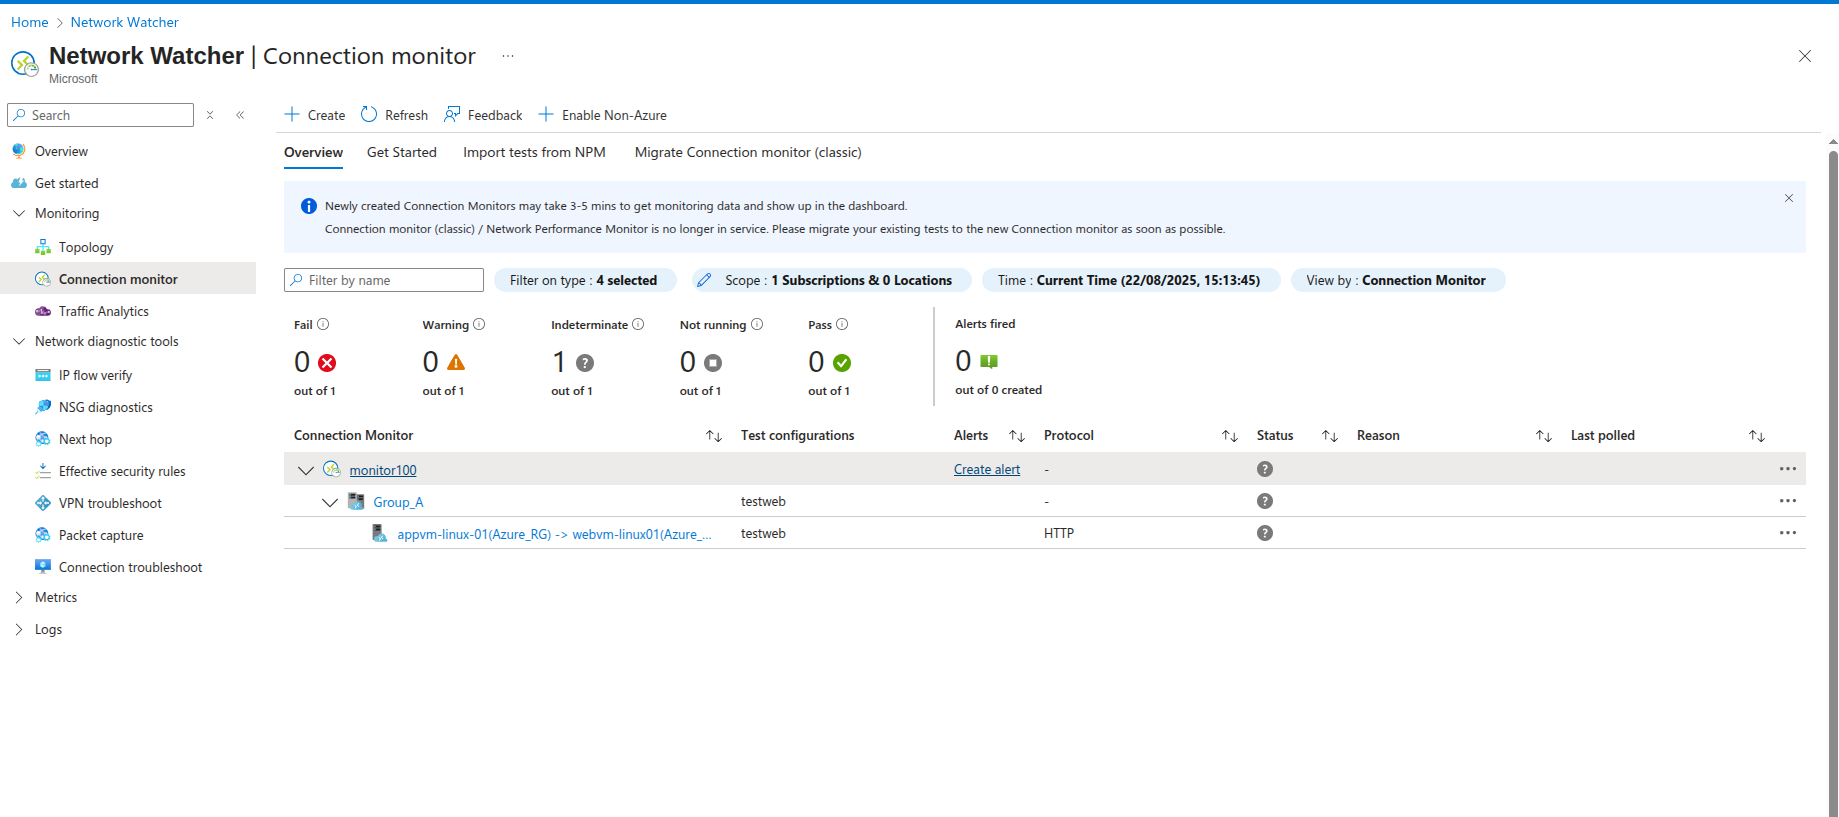 Home > Network Watcher
Network Watcher | Connection monitor ...
Microsoft
Search
Overview
Get started
Monitoring
Topology
Connection monitor
Traffic Analytics
Network diagnostic tools
IP flow verify
NSG diagnostics
Next hop
Effective security rules
VPN troubleshoot
Packet capture
Connection troubleshoot
Metrics
Logs
Create Refresh Feedback Enable Non-Azure
Overview Get Started Import tests from NPM Migrate Connection monitor (classic)
Newly created Connection Monitors may take 3-5 mins to get monitoring data and show up in the dashboard.
Connection monitor (classic) / Network Performance Monitor is no longer in service. Please migrate your existing tests to the new Connection monitor as soon as possible.
Filter by name Filter on type : 4 selected Scope : 1 Subscriptions & 0 Locations Time : Current Time (22/08/2025, 15:13:45) View by : Connection Monitor
Fail Warning Indeterminate Not running Pass Alerts fired
0 0 1 0 0 0
out of 1 out of 1 out of 1 out of 1 out of 1 out of 0 created
Connection Monitor Test configurations Alerts Protocol Status Reason Last polled
monitor100 Create alert -
Group_A testweb -
appvm-linux-01(Azure_RG) -> webvm-linux01(Azure_... testweb HTTP